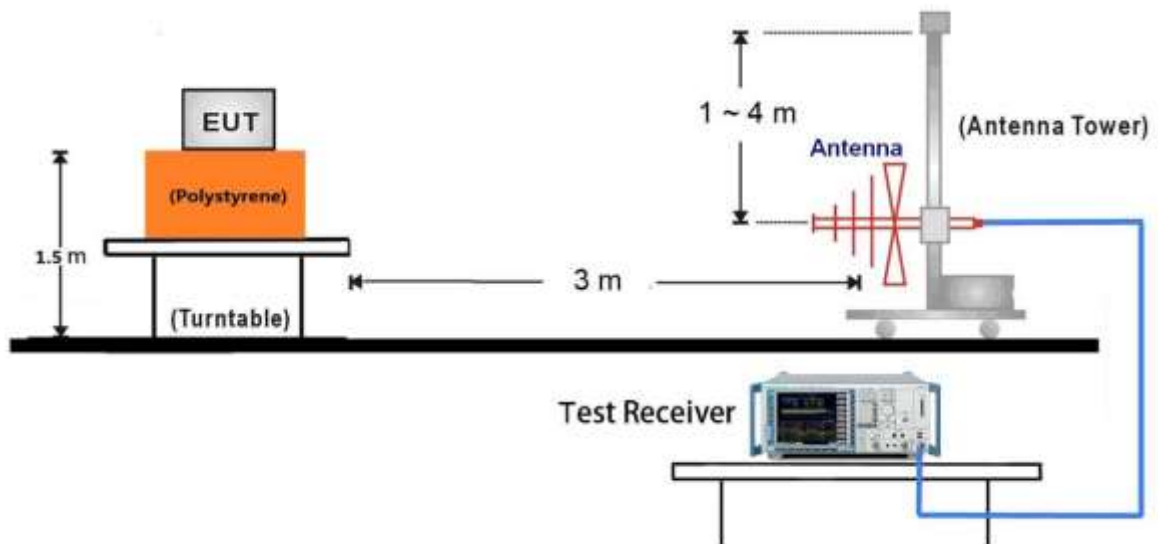 EUT
(Polystyrene)
1.5 m
(Turntable)
3 m
1 ~ 4 m
Antenna
(Antenna Tower)
Test Receiver